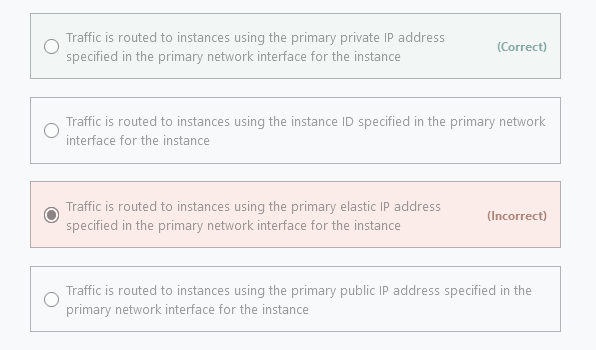 Traffic is routed to instances using the primary private IP address
specified in the primary network interface for the instance
(Correct)
Traffic is routed to instances using the instance ID specified in the primary network
interface for the instance
Traffic is routed to instances using the primary elastic IP address
specified in the primary network interface for the instance
(Incorrect)
Traffic is routed to instances using the primary public IP address specified in the
primary network interface for the instance